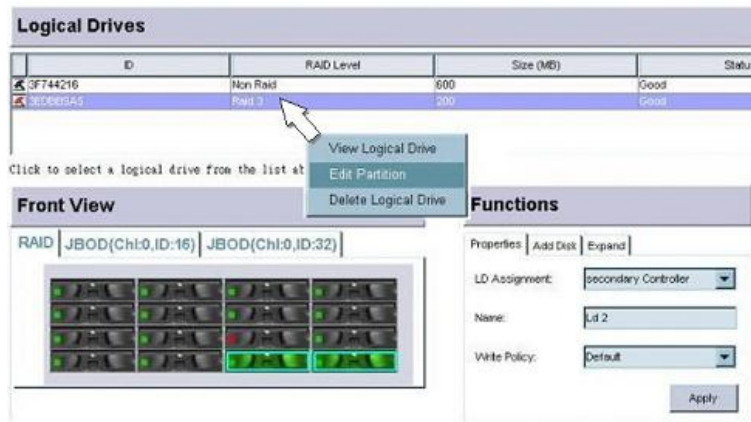 Logical Drives
ID RAID Level Size (MB) Statu
3F744216 Non Raid 600 Good
3EDBB9A5 Raid 3 200 Good
View Logical Drive
Edit Partition
Delete Logical Drive
Click to select a logical drive from the list at
Front View
RAID JBOD(Chl:0,ID:16) JBOD(Chl:0,ID:32)
Functions
Properties Add Disk Expand
LD Assignment: secondary Controller
Name: Ld 2
Write Policy: Default
Apply